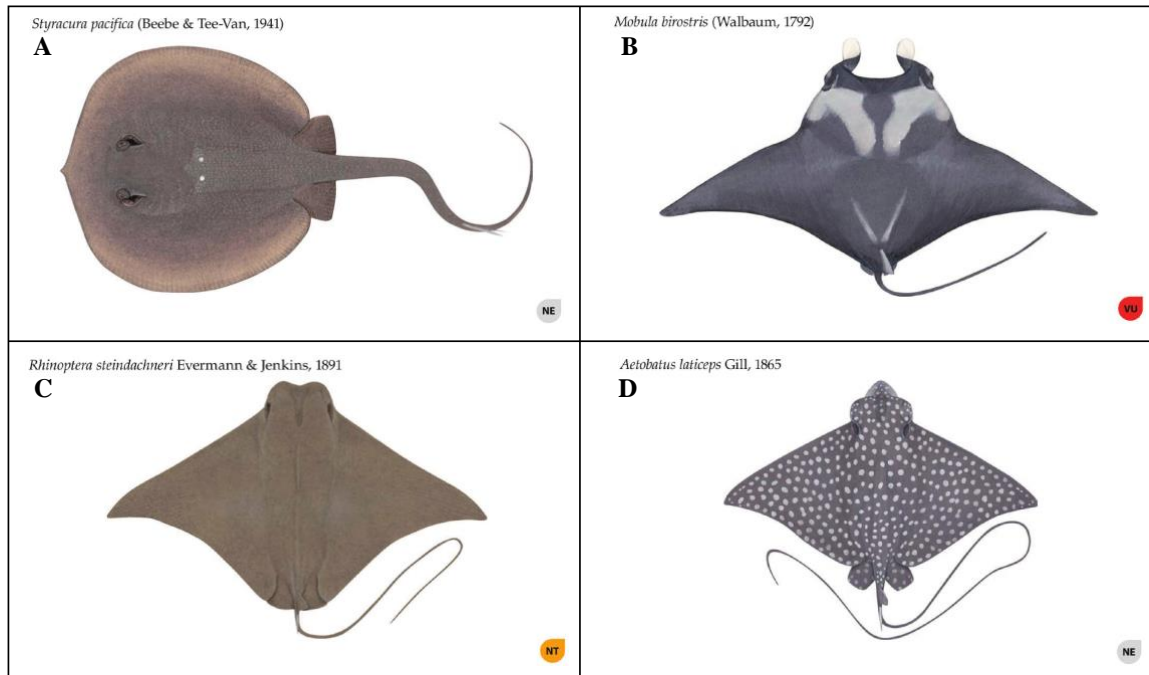 Styracura pacifica (Beebe & Tee-Van, 1941)
A
NE
Mobula birostris (Walbaum, 1792)
B
VU
Rhinoptera steindachneri Evermann & Jenkins, 1891
C
NT
Aetobatus laticeps Gill, 1865
D
NE